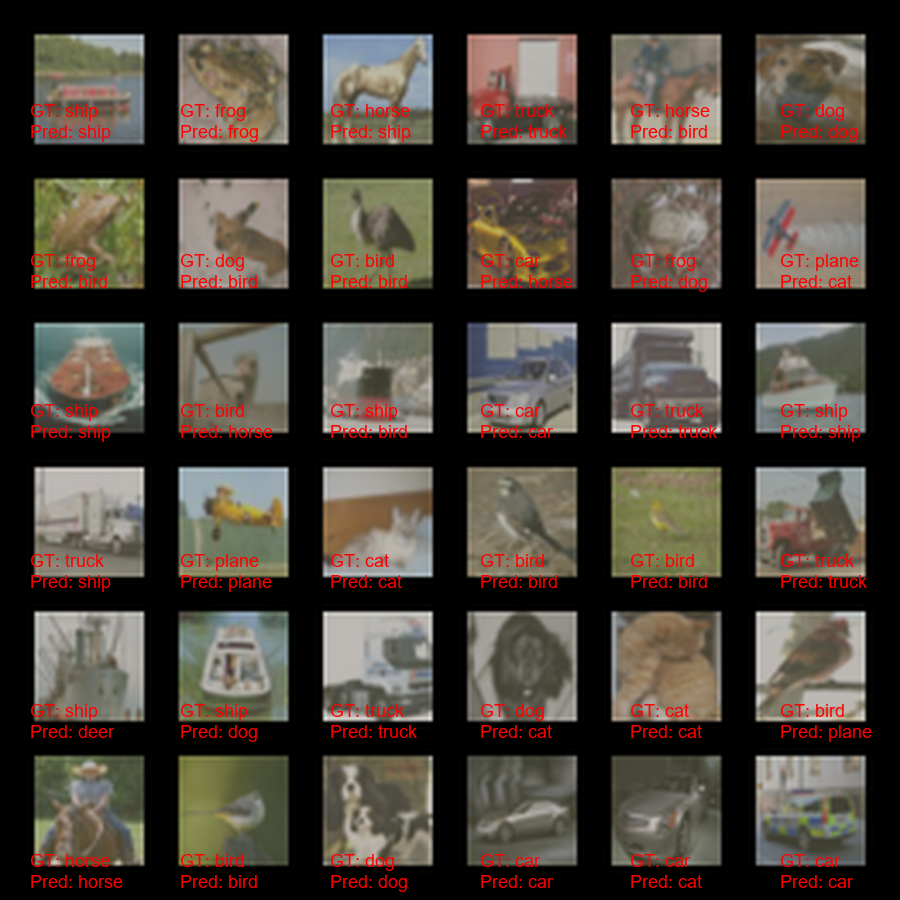 GT: ship
Pred: ship
GT: frog
Pred: frog
GT: horse
Pred: ship
GT: truck
Pred: truck
GT: horse
Pred: bird
GT: dog
Pred: dog
GT: frog
Pred: bird
GT: dog
Pred: bird
GT: bird
Pred: bird
GT: car
Pred: horse
GT: frog
Pred: dog
GT: plane
Pred: cat
GT: ship
Pred: ship
GT: bird
Pred: horse
GT: ship
Pred: bird
GT: car
Pred: car
GT: truck
Pred: truck
GT: ship
Pred: ship
GT: truck
Pred: ship
GT: plane
Pred: plane
GT: cat
Pred: cat
GT: bird
Pred: bird
GT: bird
Pred: bird
GT: truck
Pred: truck
GT: ship
Pred: deer
GT: ship
Pred: dog
GT: truck
Pred: truck
GT: dog
Pred: cat
GT: cat
Pred: cat
GT: bird
Pred: plane
GT: horse
Pred: horse
GT: bird
Pred: bird
GT: dog
Pred: dog
GT: car
Pred: car
GT: car
Pred: cat
GT: car
Pred: car